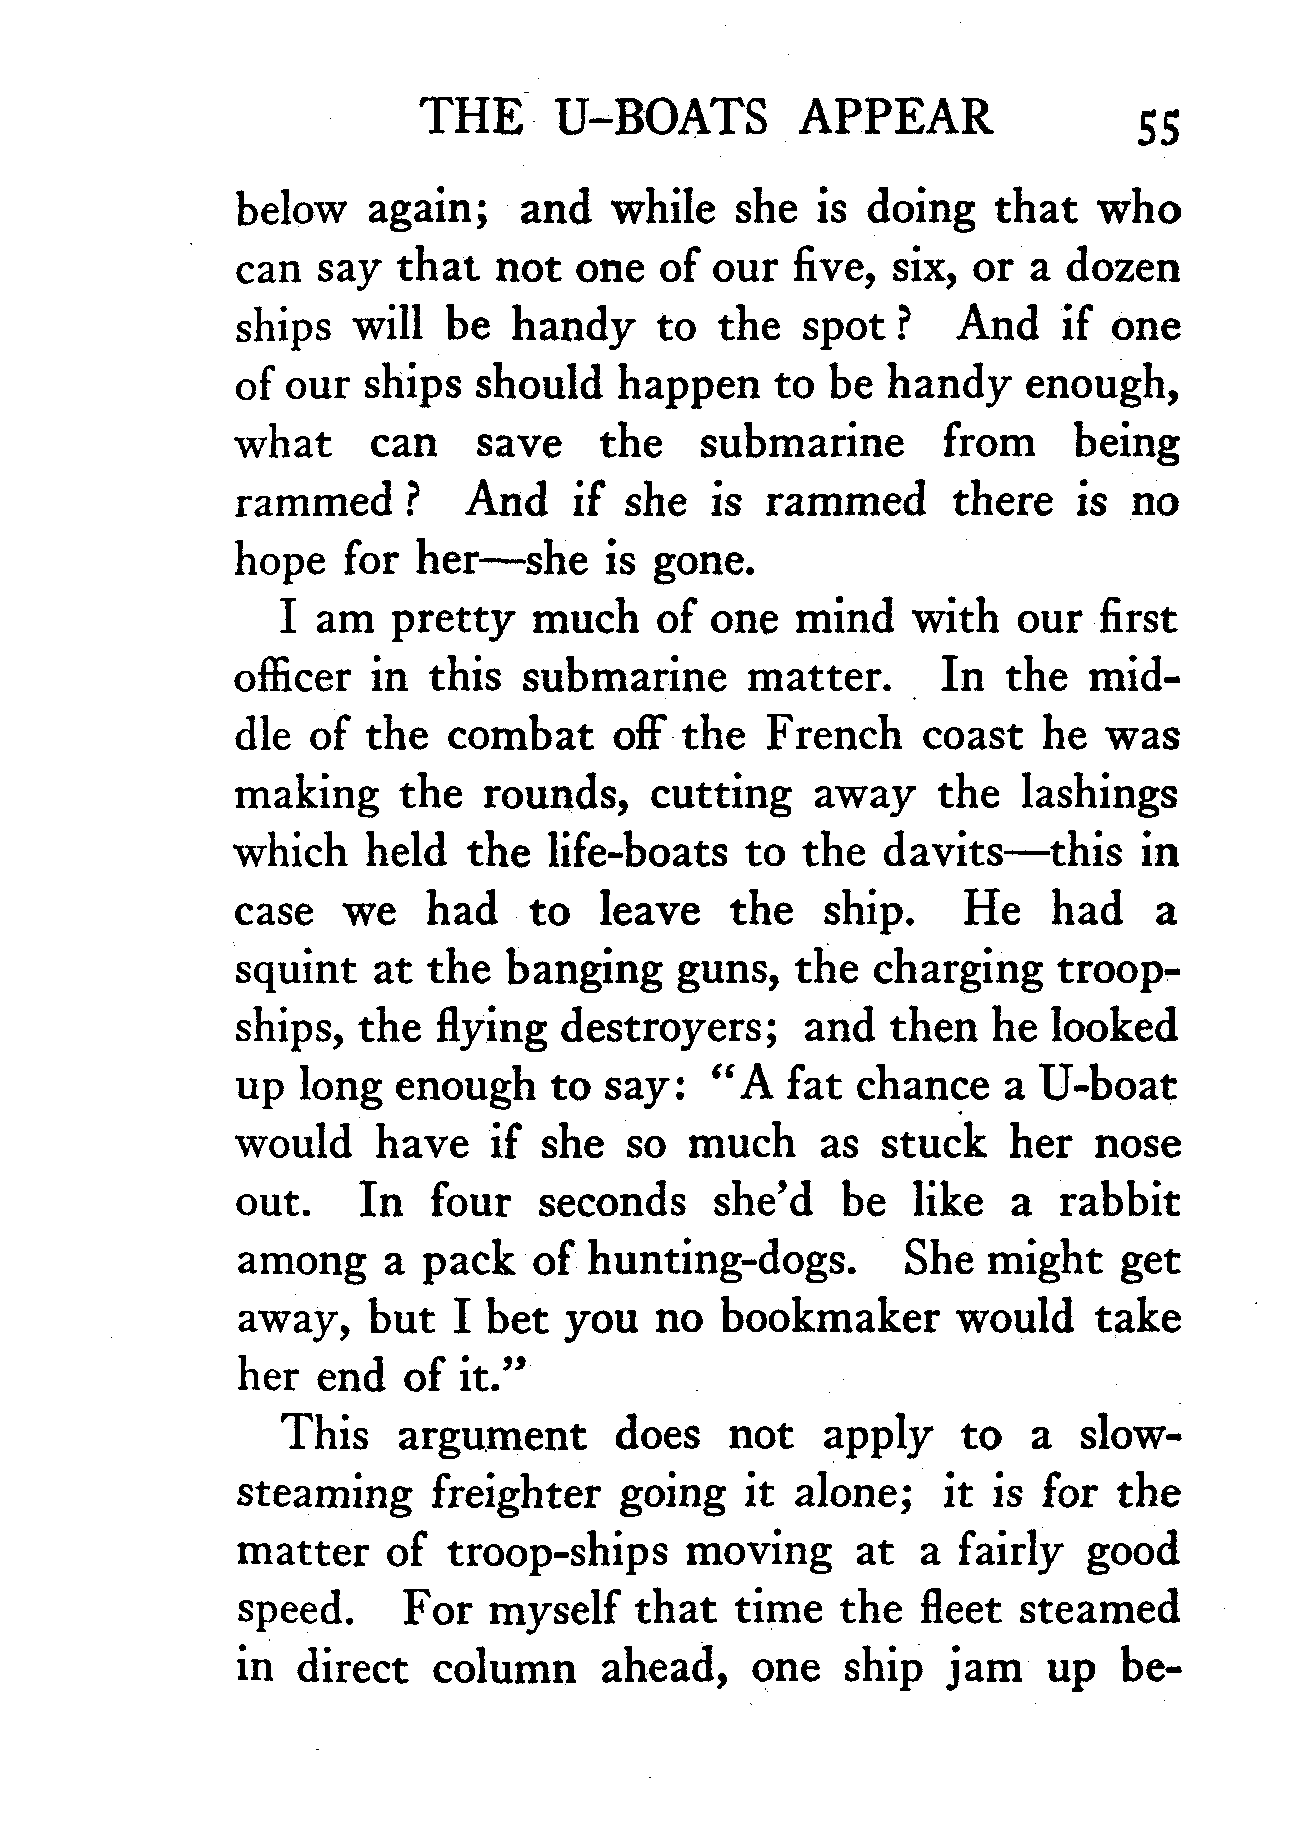 THE U-BOATS APPEAR 55
below again; and while she is doing that who
can say that not one of our five, six, or a dozen
ships will be handy to the spot? And if one
of our ships should happen to be handy enough,
what can save the submarine from being
rammed? And if she is rammed there is no
hope for her—she is gone.
I am pretty much of one mind with our first
officer in this submarine matter. In the mid-
dle of the combat off the French coast he was
making the rounds, cutting away the lashings
which held the life-boats to the davits—this in
case we had to leave the ship. He had a
squint at the banging guns, the charging troop-
ships, the flying destroyers; and then he looked
up long enough to say: "A fat chance a U-boat
would have if she so much as stuck her nose
out. In four seconds she'd be like a rabbit
among a pack of hunting-dogs. She might get
away, but I bet you no bookmaker would take
her end of it."
This argument does not apply to a slow-
steaming freighter going it alone; it is for the
matter of troop-ships moving at a fairly good
speed. For myself that time the fleet steamed
in direct column ahead, one ship jam up be-